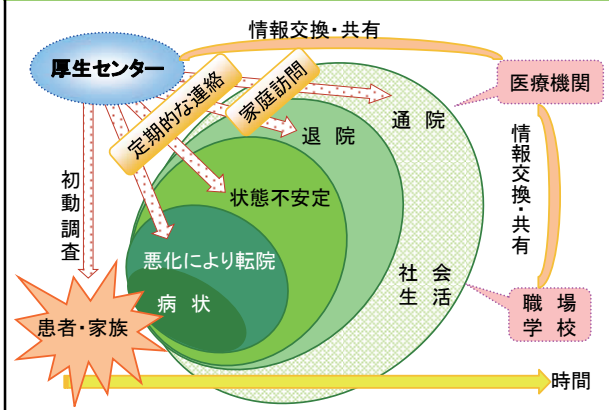 情報交換・共有
厚生センター
定期的な連絡
家庭訪問
医療機関
通 院
退 院
情報交換・共有
初動調査
状態不安定
悪化により転院
病 状
社 会
生 活
患者・家族
職 場
学 校
時間